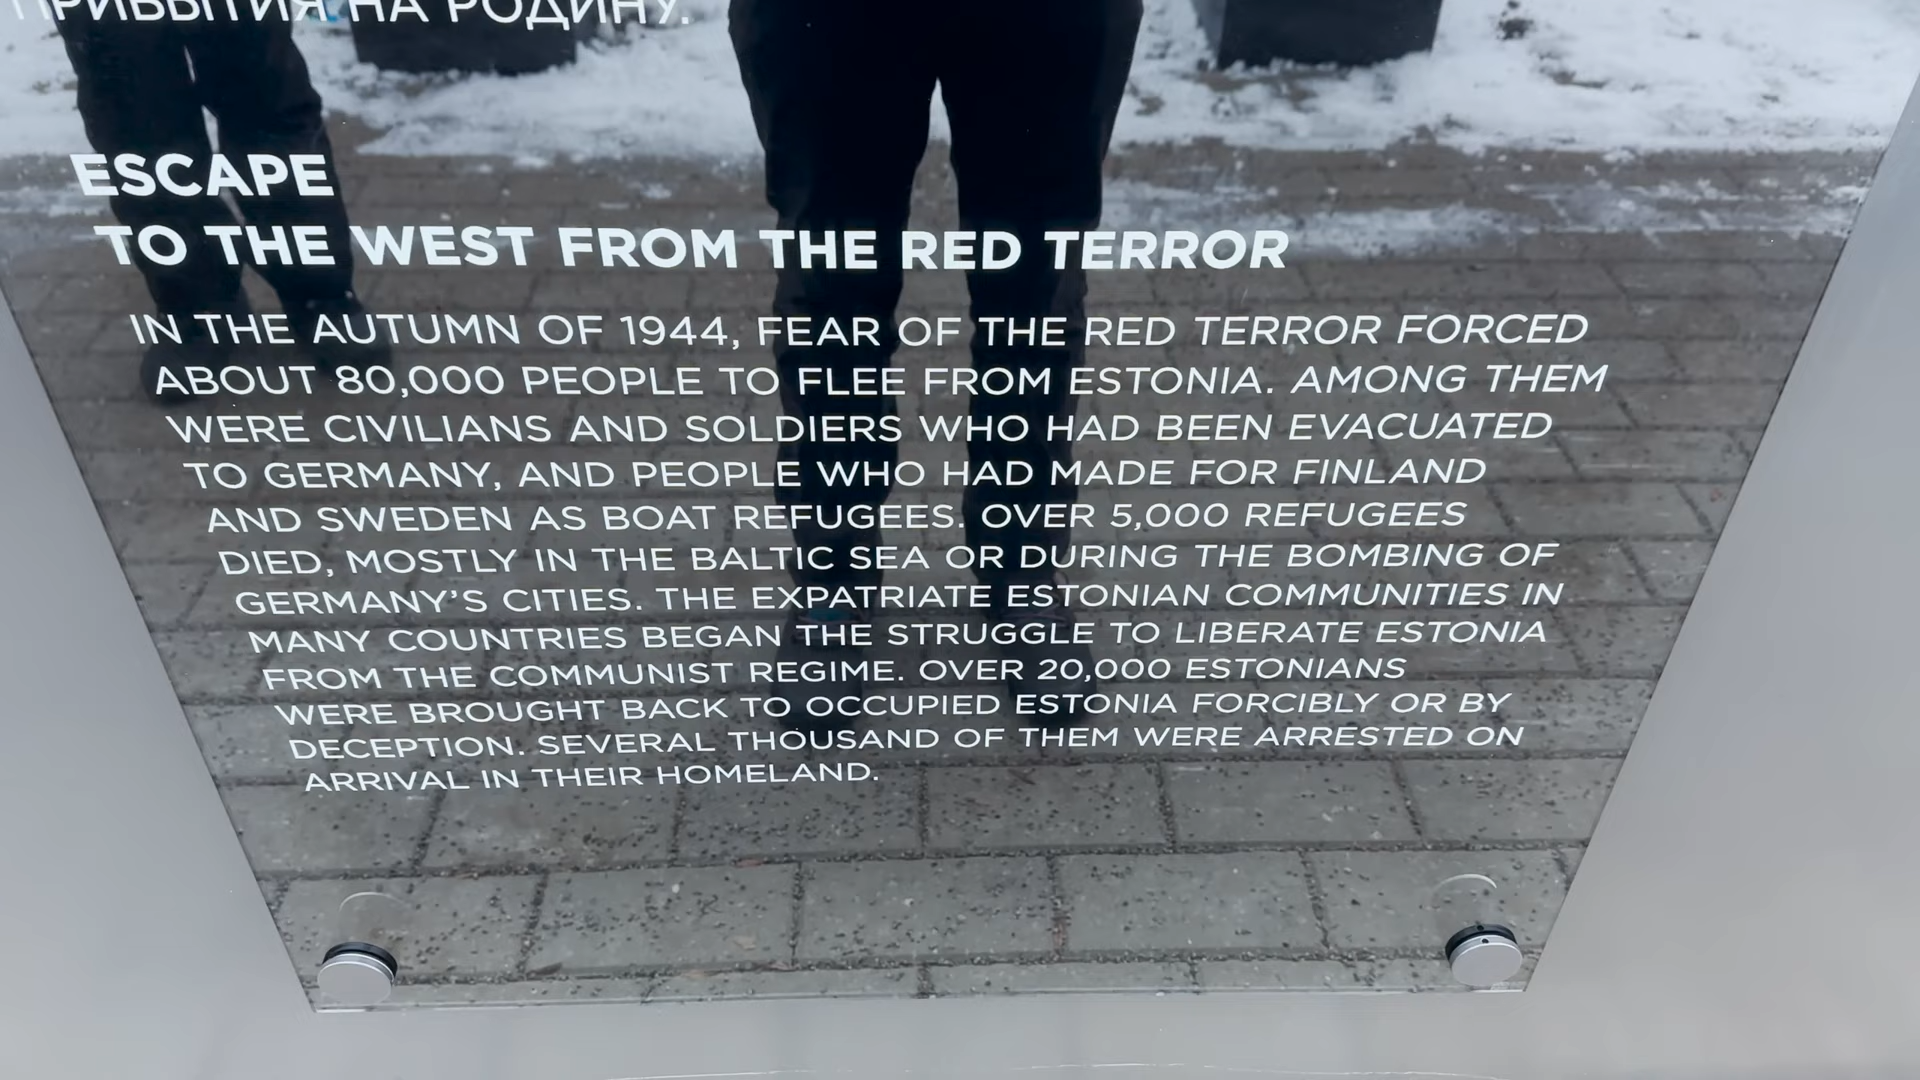 ПРИБЫТИЯ НА РОДИНУ.
ESCAPE
TO THE WEST FROM THE RED TERROR
IN THE AUTUMN OF 1944, FEAR OF THE RED TERROR FORCED
ABOUT 80,000 PEOPLE TO FLEE FROM ESTONIA. AMONG THEM
WERE CIVILIANS AND SOLDIERS WHO HAD BEEN EVACUATED
TO GERMANY, AND PEOPLE WHO HAD MADE FOR FINLAND
AND SWEDEN AS BOAT REFUGEES. OVER 5,000 REFUGEES
DIED, MOSTLY IN THE BALTIC SEA OR DURING THE BOMBING OF
GERMANY'S CITIES. THE EXPATRIATE ESTONIAN COMMUNITIES IN
MANY COUNTRIES BEGAN THE STRUGGLE TO LIBERATE ESTONIA
FROM THE COMMUNIST REGIME. OVER 20,000 ESTONIANS
WERE BROUGHT BACK TO OCCUPIED ESTONIA FORCIBLY OR BY
DECEPTION. SEVERAL THOUSAND OF THEM WERE ARRESTED ON
ARRIVAL IN THEIR HOMELAND.